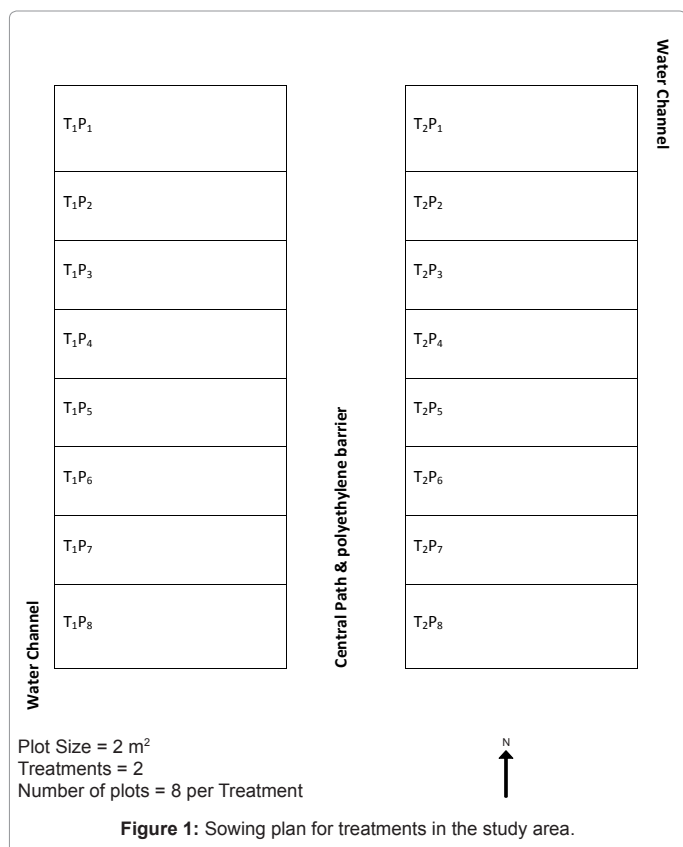 Water Channel
T₁P₁
T₂P₁
T₁P₂
T₂P₂
T₁P₃
T₂P₃
T₁P₄
T₂P₄
T₁P₅
T₂P₅
T₁P₆
T₂P₆
T₁P₇
T₂P₇
T₁P₈
T₂P₈
Central Path & polyethylene barrier
Water Channel
Plot Size = 2 m²
Treatments = 2
Number of plots = 8 per Treatment
N
Figure 1: Sowing plan for treatments in the study area.